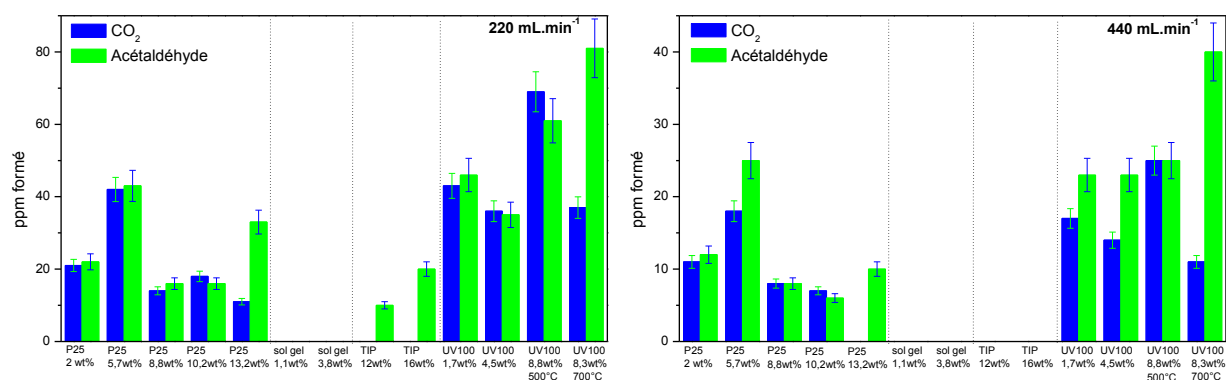 220 mL.min-1
CO2
Acétaldéhyde
ppm formé
80
60
40
20
0
P25 P25 P25 P25 P25 sol gel sol gel TIP TIP UV100 UV100 UV100 UV100
2 wt% 5,7wt% 8,8wt% 10,2wt% 13,2wt% 1,1wt% 3,8wt% 12wt% 16wt% 1,7wt% 4,5wt% 8,8wt% 8,3wt%
500°C 700°C
440 mL.min-1
CO2
Acétaldéhyde
ppm formé
40
30
20
10
0
P25 P25 P25 P25 P25 sol gel sol gel TIP TIP UV100 UV100 UV100 UV100
2 wt% 5,7wt% 8,8wt% 10,2wt% 13,2wt% 1,1wt% 3,8wt% 12wt% 16wt% 1,7wt% 4,5wt% 8,8wt% 8,3wt%
500°C 700°C